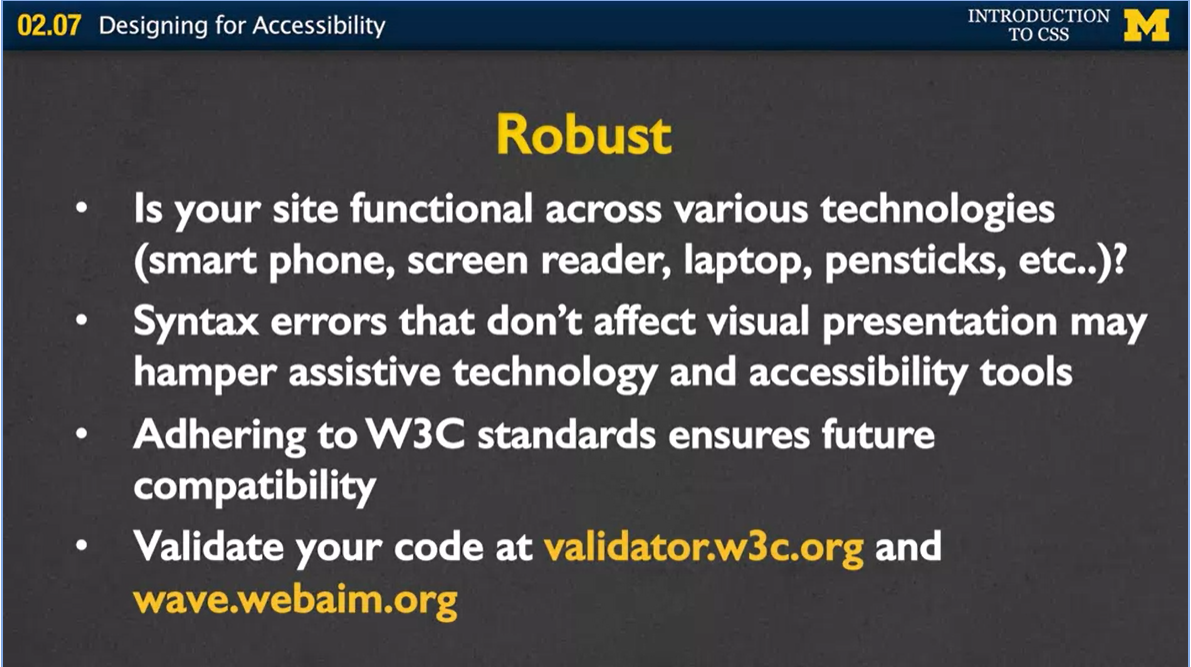 02.07 Designing for Accessibility
INTRODUCTION
TO CSS
M
Robust
• Is your site functional across various technologies
(smart phone, screen reader, laptop, pensticks, etc..)?
• Syntax errors that don’t affect visual presentation may
hamper assistive technology and accessibility tools
• Adhering to W3C standards ensures future
compatibility
• Validate your code at validator.w3c.org and
wave.webaim.org